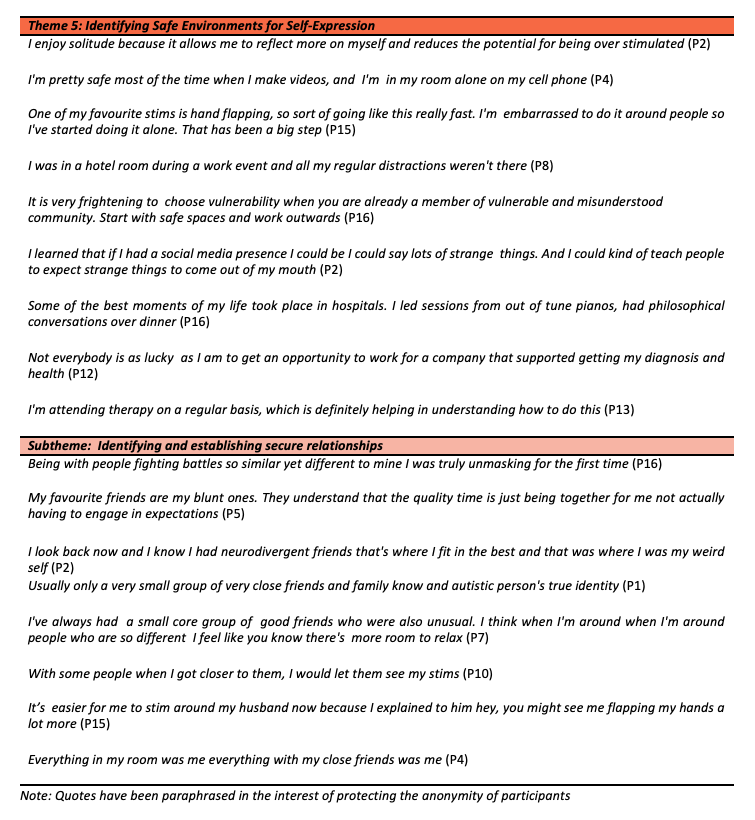 Theme 5: Identifying Safe Environments for Self-Expression
I enjoy solitude because it allows me to reflect more on myself and reduces the potential for being over stimulated (P2)
I'm pretty safe most of the time when I make videos, and I'm in my room alone on my cell phone (P4)
One of my favourite stims is hand flapping, so sort of going like this really fast. I'm embarrassed to do it around people so
I've started doing it alone. That has been a big step (P15)
I was in a hotel room during a work event and all my regular distractions weren't there (P8)
It is very frightening to choose vulnerability when you are already a member of vulnerable and misunderstood
community. Start with safe spaces and work outwards (P16)
I learned that if I had a social media presence I could be I could say lots of strange things. And I could kind of teach people
to expect strange things to come out of my mouth (P2)
Some of the best moments of my life took place in hospitals. I led sessions from out of tune pianos, had philosophical
conversations over dinner (P16)
Not everybody is as lucky as I am to get an opportunity to work for a company that supported getting my diagnosis and
health (P12)
I'm attending therapy on a regular basis, which is definitely helping in understanding how to do this (P13)
Subtheme: Identifying and establishing secure relationships
Being with people fighting battles so similar yet different to mine I was truly unmasking for the first time (P16)
My favourite friends are my blunt ones. They understand that the quality time is just being together for me not actually
having to engage in expectations (P5)
I look back now and I know I had neurodivergent friends that's where I fit in the best and that was where I was my weird
self (P2)
Usually only a very small group of very close friends and family know and autistic person's true identity (P1)
I've always had a small core group of good friends who were also unusual. I think when I'm around when I'm around
people who are so different I feel like you know there's more room to relax (P7)
With some people when I got closer to them, I would let them see my stims (P10)
It's easier for me to stim around my husband now because I explained to him hey, you might see me flapping my hands a
lot more (P15)
Everything in my room was me everything with my close friends was me (P4)
Note: Quotes have been paraphrased in the interest of protecting the anonymity of participants